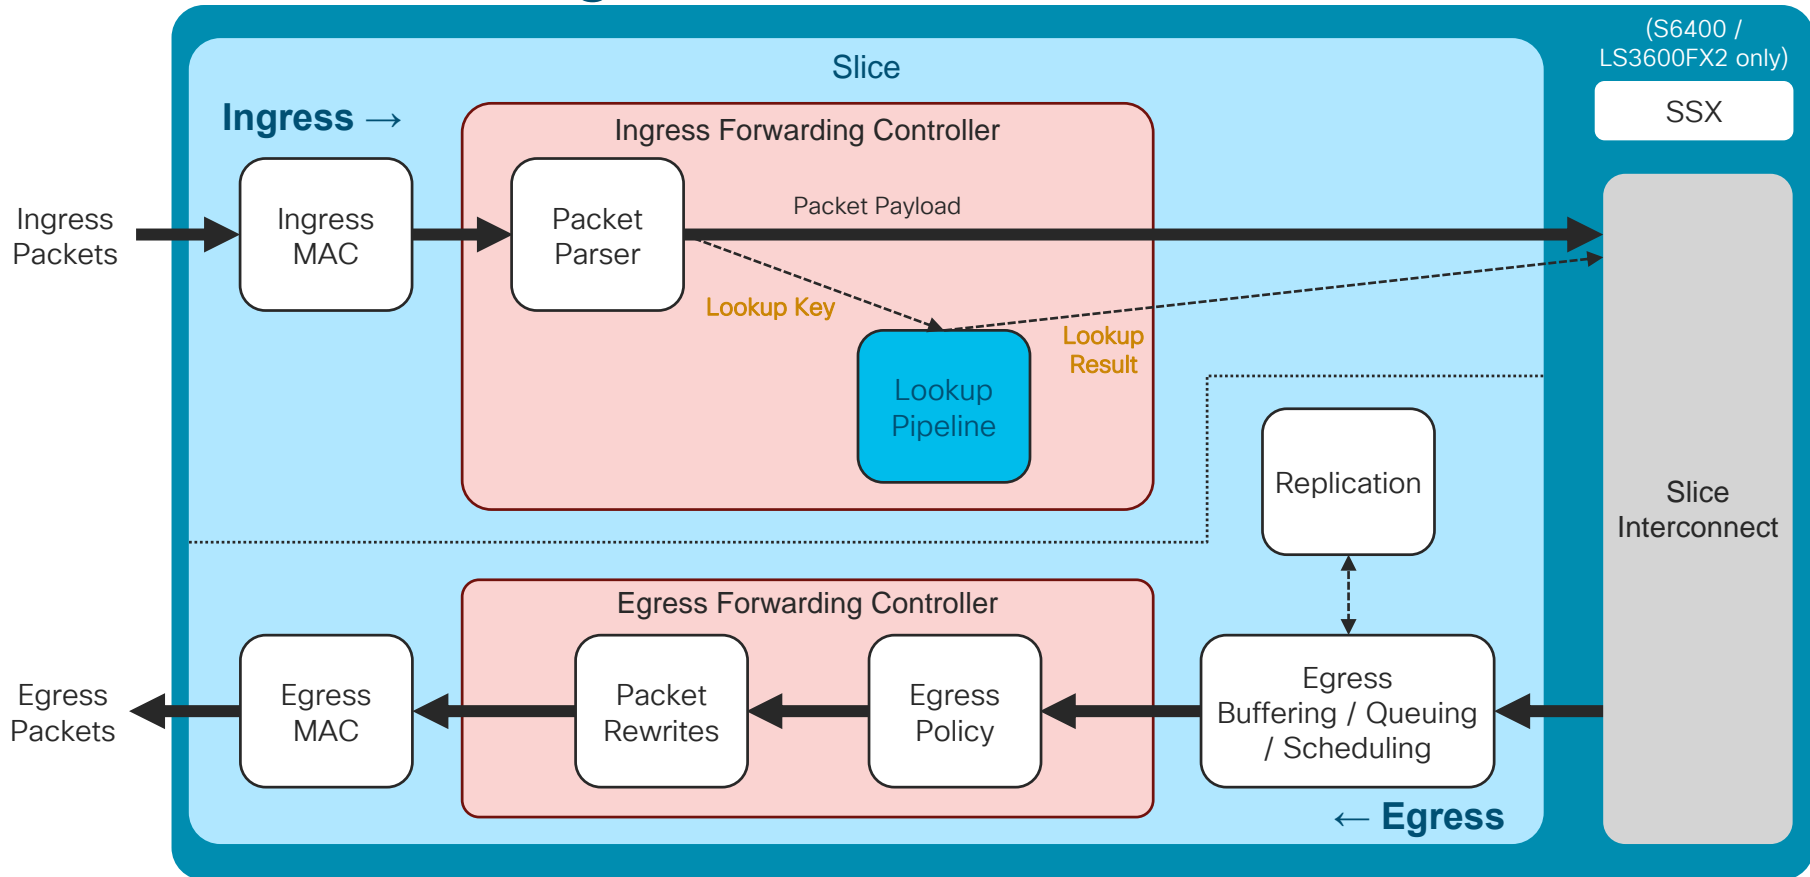 (S6400 /
LS3600FX2 only)
SSX
Slice
Ingress →
Ingress Forwarding Controller
Ingress
Packets
Ingress
MAC
Packet
Parser
Packet Payload
Lookup Key
Lookup
Result
Lookup
Pipeline
Replication
Slice
Interconnect
Egress Forwarding Controller
Egress
Packets
Egress
MAC
Packet
Rewrites
Egress
Policy
Egress
Buffering / Queuing
/ Scheduling
← Egress